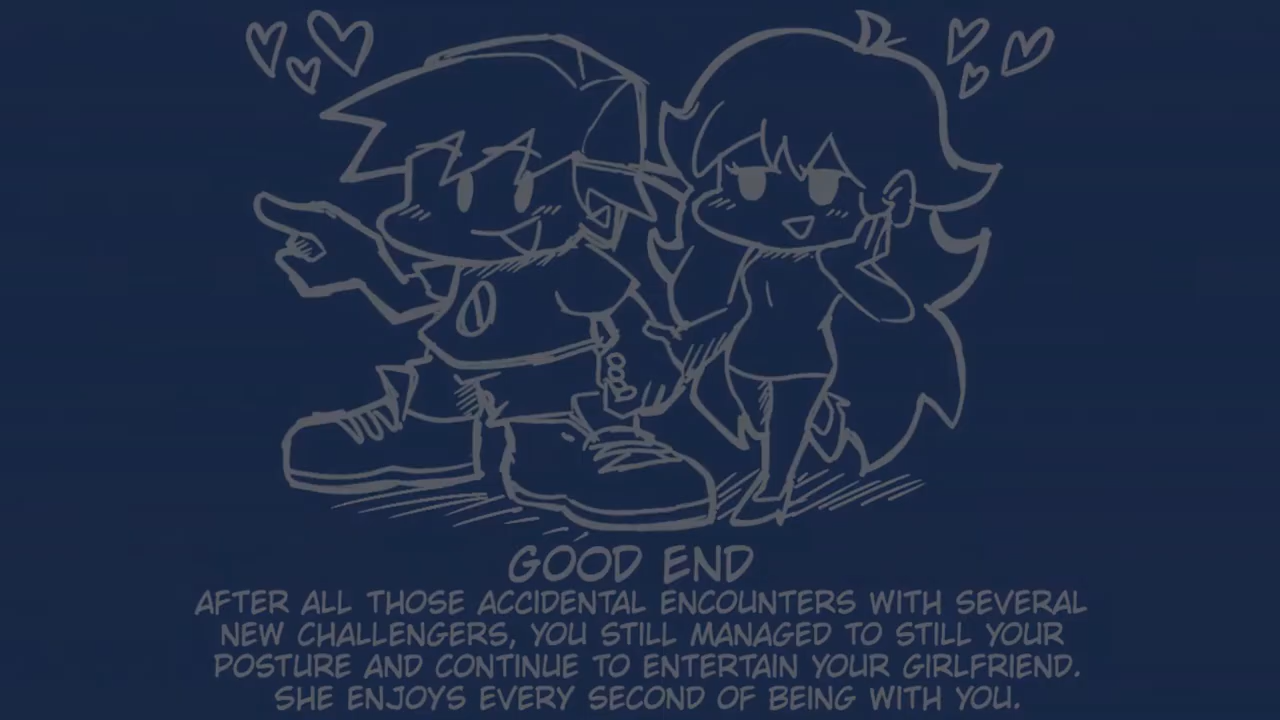 GOOD END
AFTER ALL THOSE ACCIDENTAL ENCOUNTERS WITH SEVERAL
NEW CHALLENGERS, YOU STILL MANAGED TO STILL YOUR
POSTURE AND CONTINUE TO ENTERTAIN YOUR GIRLFRIEND.
SHE ENJOYS EVERY SECOND OF BEING WITH YOU.